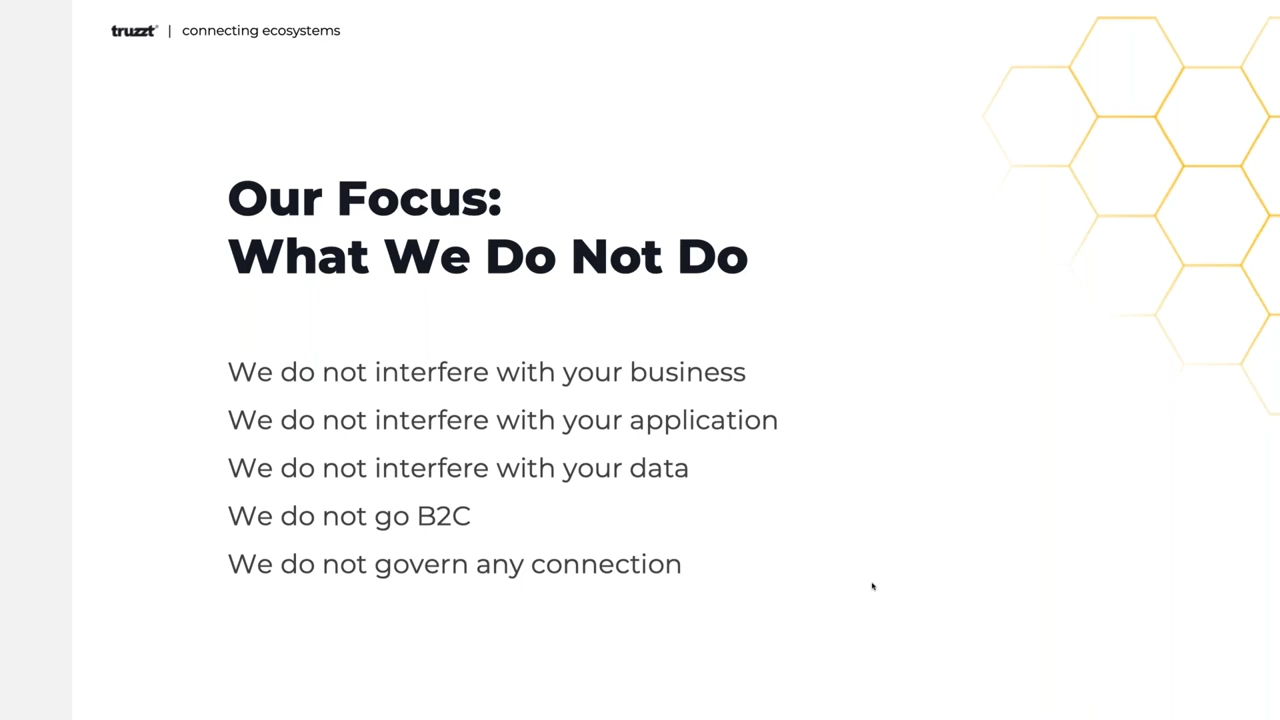 truzzt® | connecting ecosystems
Our Focus:
What We Do Not Do
We do not interfere with your business
We do not interfere with your application
We do not interfere with your data
We do not go B2C
We do not govern any connection